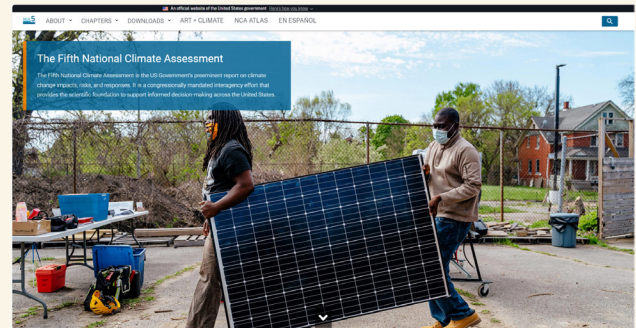 An official website of the United States government Here's how you know
ABOUT CHAPTERS DOWNLOADS ART + CLIMATE NCA ATLAS EN ESPAÑOL
The Fifth National Climate Assessment
The Fifth National Climate Assessment is the US Government's preeminent report on climate
change impacts, risks, and responses. It is a congressionally mandated interagency effort that
provides the scientific foundation to support informed decision-making across the United States.